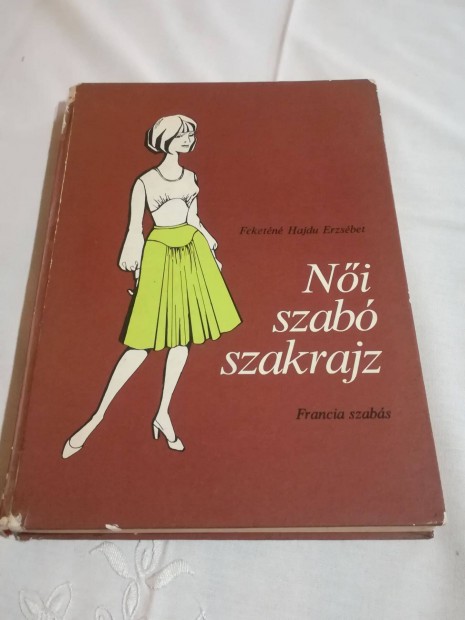 Feketéné Hajdu Erzsébet
Női
szabó
szakrajz
Francia szabás